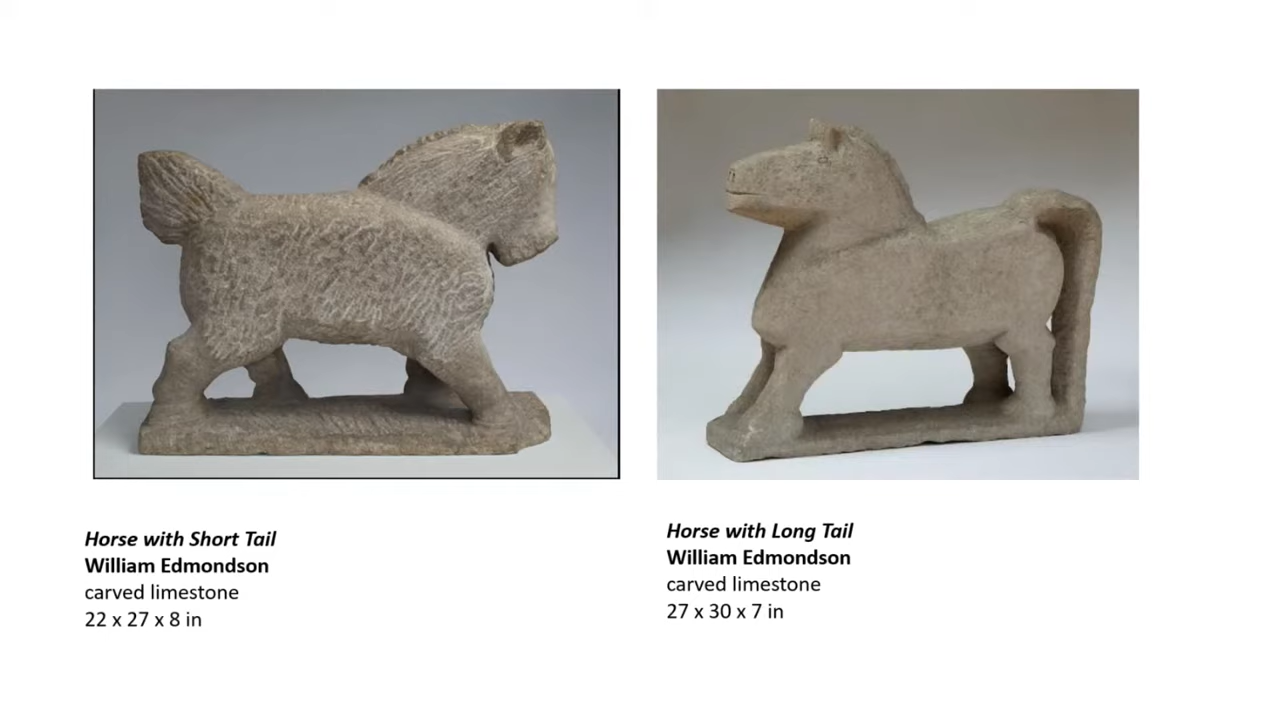 Horse with Short Tail
William Edmondson
carved limestone
22 x 27 x 8 in
Horse with Long Tail
William Edmondson
carved limestone
27 x 30 x 7 in